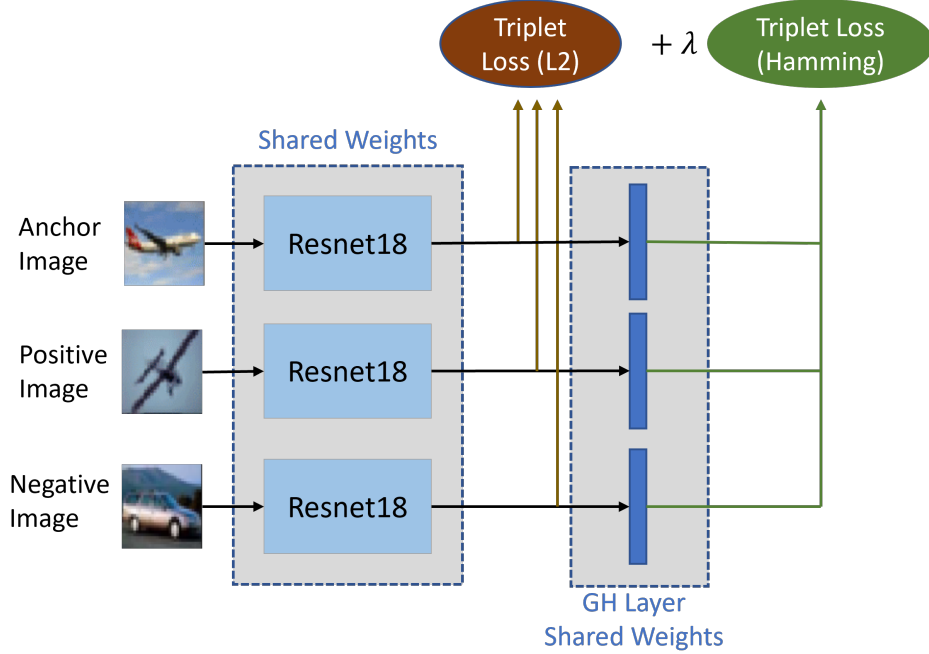 Triplet
Loss (L2)
+ λ
Triplet Loss
(Hamming)
Shared Weights
Anchor
Image
Resnet18
Positive
Image
Resnet18
Negative
Image
Resnet18
GH Layer
Shared Weights